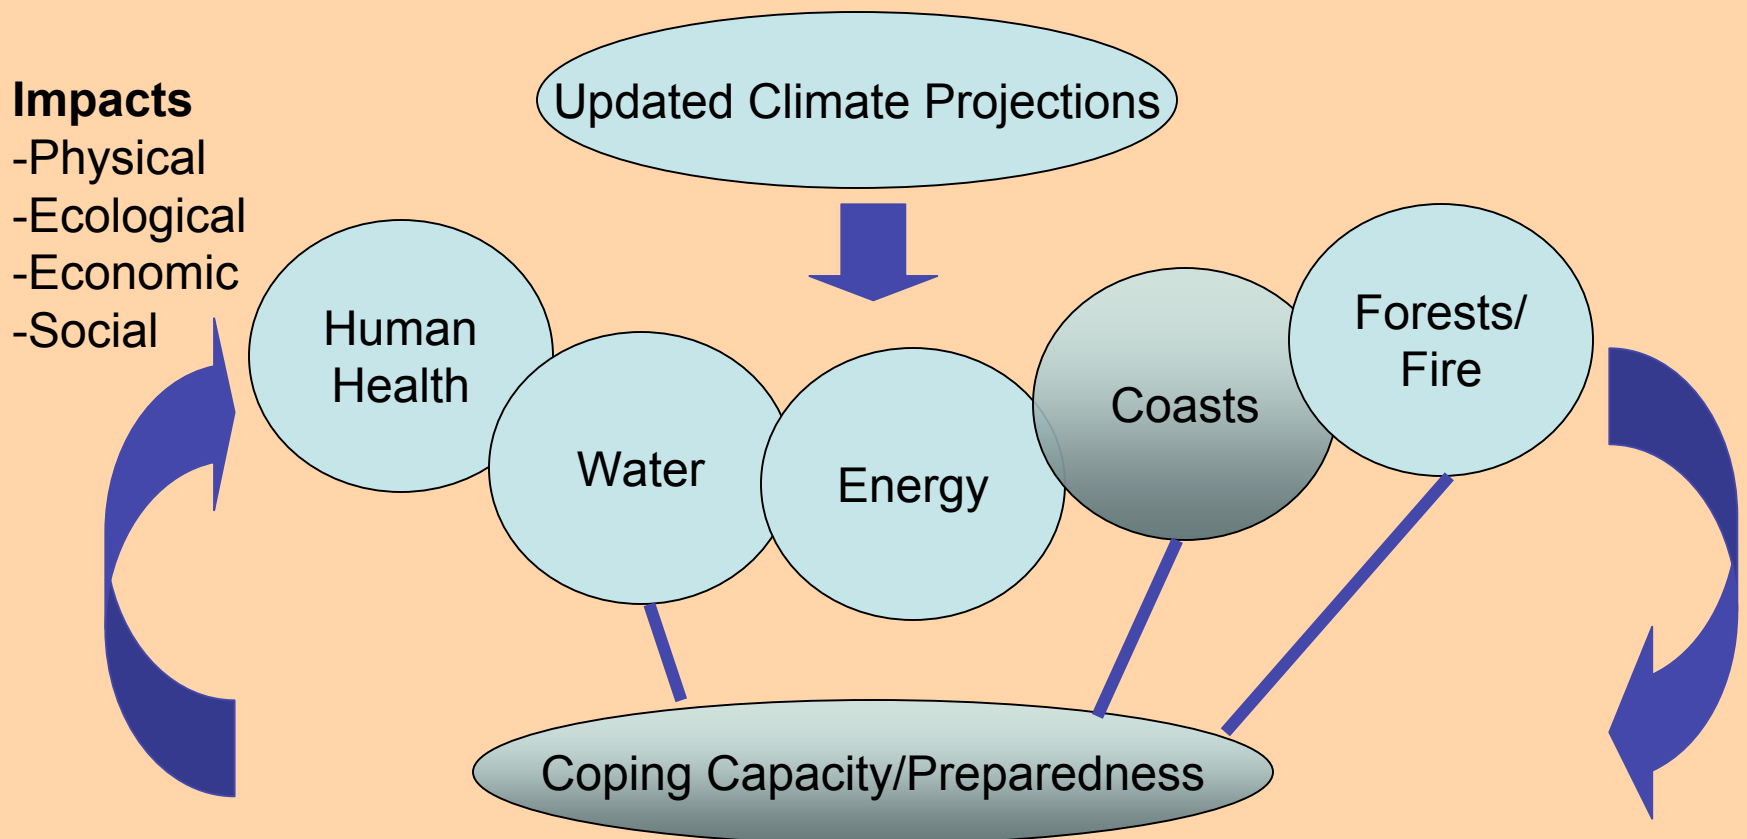 Updated Climate Projections
Impacts
-Physical
-Ecological
-Economic
-Social
Human
Health
Water
Energy
Coasts
Forests/
Fire
Coping Capacity/Preparedness